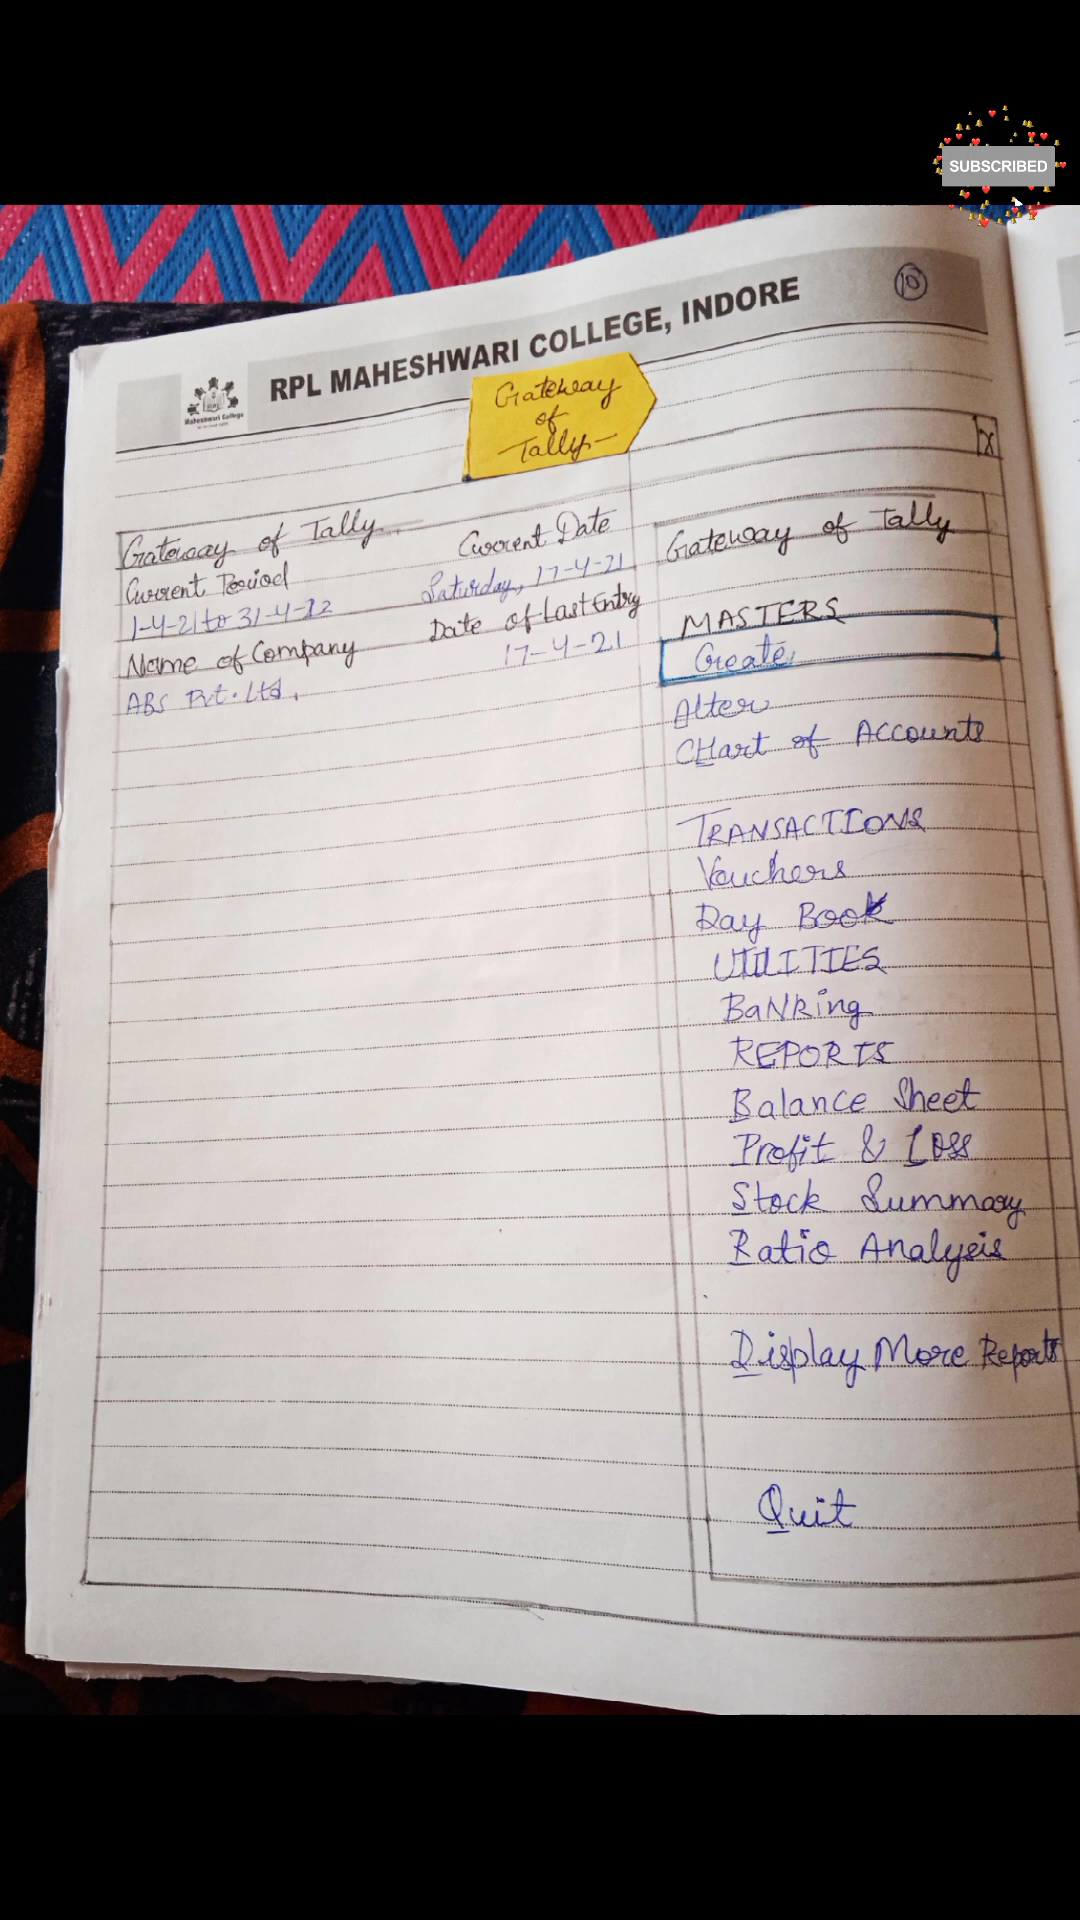 SUBSCRIBED
10
RPL MAHESHWARI COLLEGE, INDORE
Maheshwari College
Gateway
of
Tally
X
Gateway of Tally
Current Period
1-4-21 to 31-4-22
Name of Company
ABS Pvt. Ltd.
Current Date
Saturday, 17-4-21
Date of Last Entry
17-4-21
Gateway of Tally
MASTERS
Create
Alter
CHart of Accounts
TRANSACTIONS
Vouchers
Day Book
UTILITIES
BaNking
REPORTS
Balance Sheet
Profit & Loss
Stock Summary
Ratio Analysis
Display More Reports
Quit